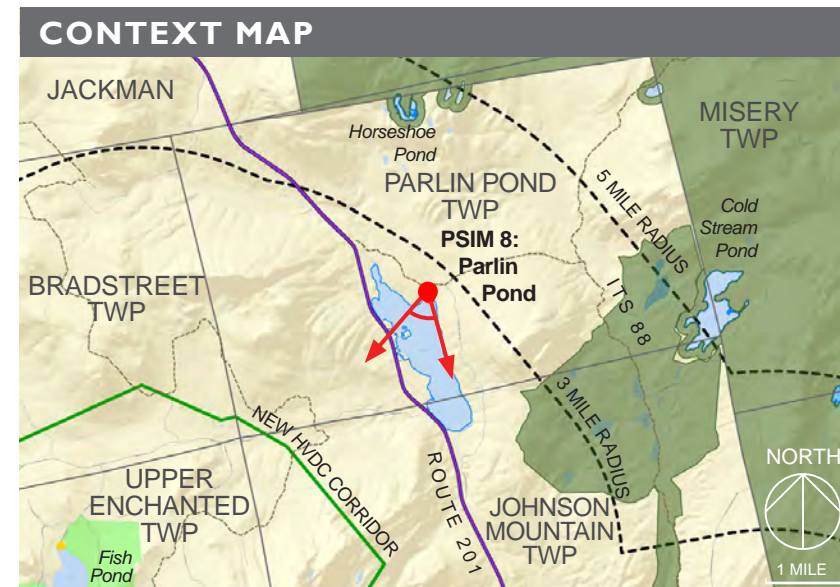 CONTEXT MAP
JACKMAN
MISERY
TWP
Horseshoe
Pond
PARLIN POND
TWP
5 MILE RADIUS
Cold
Stream
Pond
PSIM 8:
Parlin
Pond
BRADSTREET
TWP
ITS 88
3 MILE RADIUS
NEW HVDC CORRIDOR
ROUTE 201
NORTH
UPPER
ENCHANTED
TWP
JOHNSON
MOUNTAIN
TWP
Fish
Pond
1 MILE